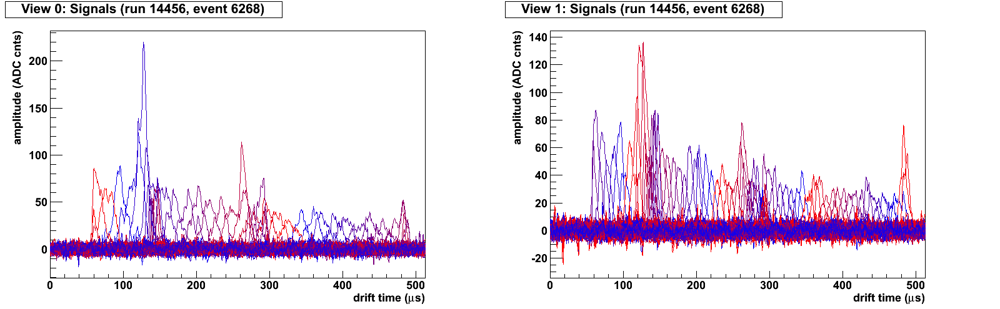 View 0: Signals (run 14456, event 6268)
amplitude (ADC cnts)
200
150
100
50
0
0 100 200 300 400 500
drift time (μs)
View 1: Signals (run 14456, event 6268)
amplitude (ADC cnts)
140
120
100
80
60
40
20
0
-20
0 100 200 300 400 500
drift time (μs)